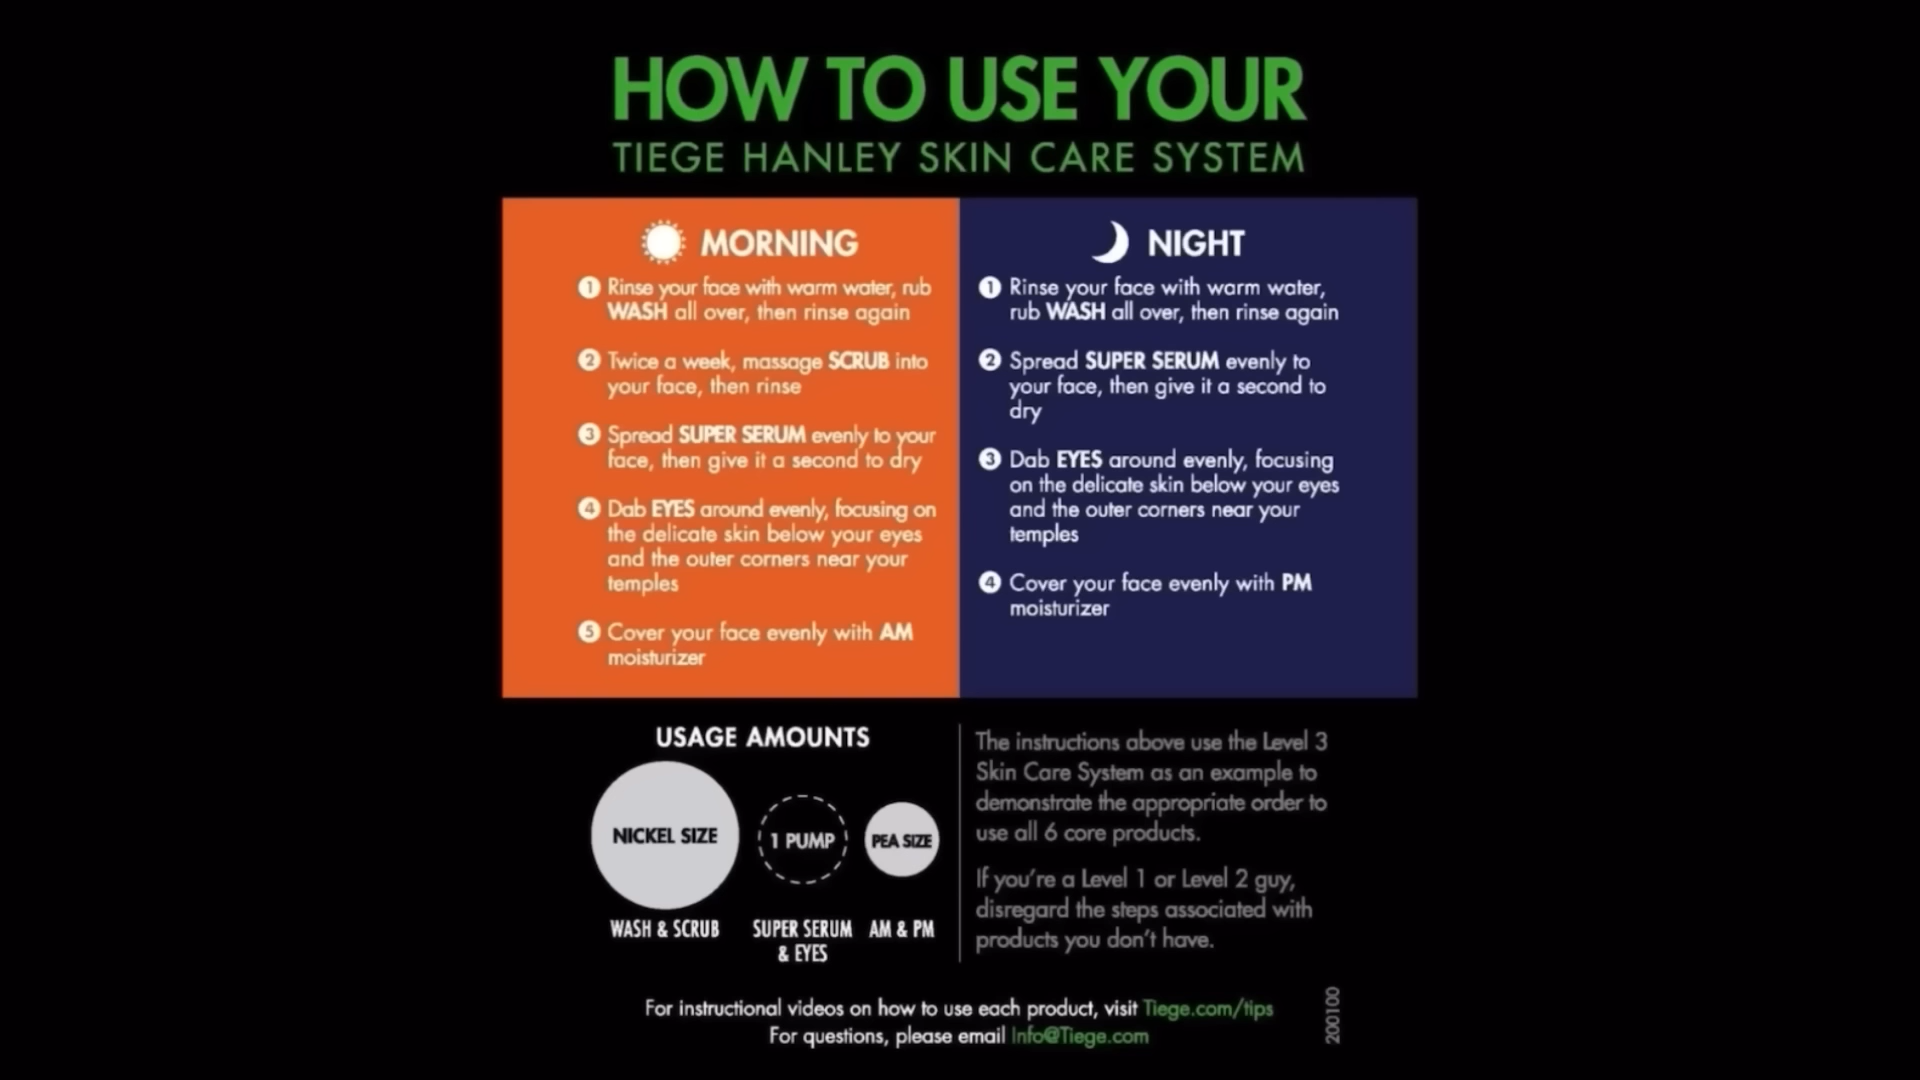 HOW TO USE YOUR
TIEGE HANLEY SKIN CARE SYSTEM
MORNING
1 Rinse your face with warm water, rub
WASH all over, then rinse again
2 Twice a week, massage SCRUB into
your face, then rinse
3 Spread SUPER SERUM evenly to your
face, then give it a second to dry
4 Dab EYES around evenly, focusing on
the delicate skin below your eyes
and the outer corners near your
temples
5 Cover your face evenly with AM
moisturizer
NIGHT
1 Rinse your face with warm water,
rub WASH all over, then rinse again
2 Spread SUPER SERUM evenly to
your face, then give it a second to
dry
3 Dab EYES around evenly, focusing
on the delicate skin below your eyes
and the outer corners near your
temples
4 Cover your face evenly with PM
moisturizer
USAGE AMOUNTS
NICKEL SIZE
1 PUMP
PEA SIZE
WASH & SCRUB
SUPER SERUM
& EYES
AM & PM
The instructions above use the Level 3
Skin Care System as an example to
demonstrate the appropriate order to
use all 6 core products.
If you're a Level 1 or Level 2 guy,
disregard the steps associated with
products you don't have.
For instructional videos on how to use each product, visit Tiege.com/tips
For questions, please email Info@Tiege.com
200100